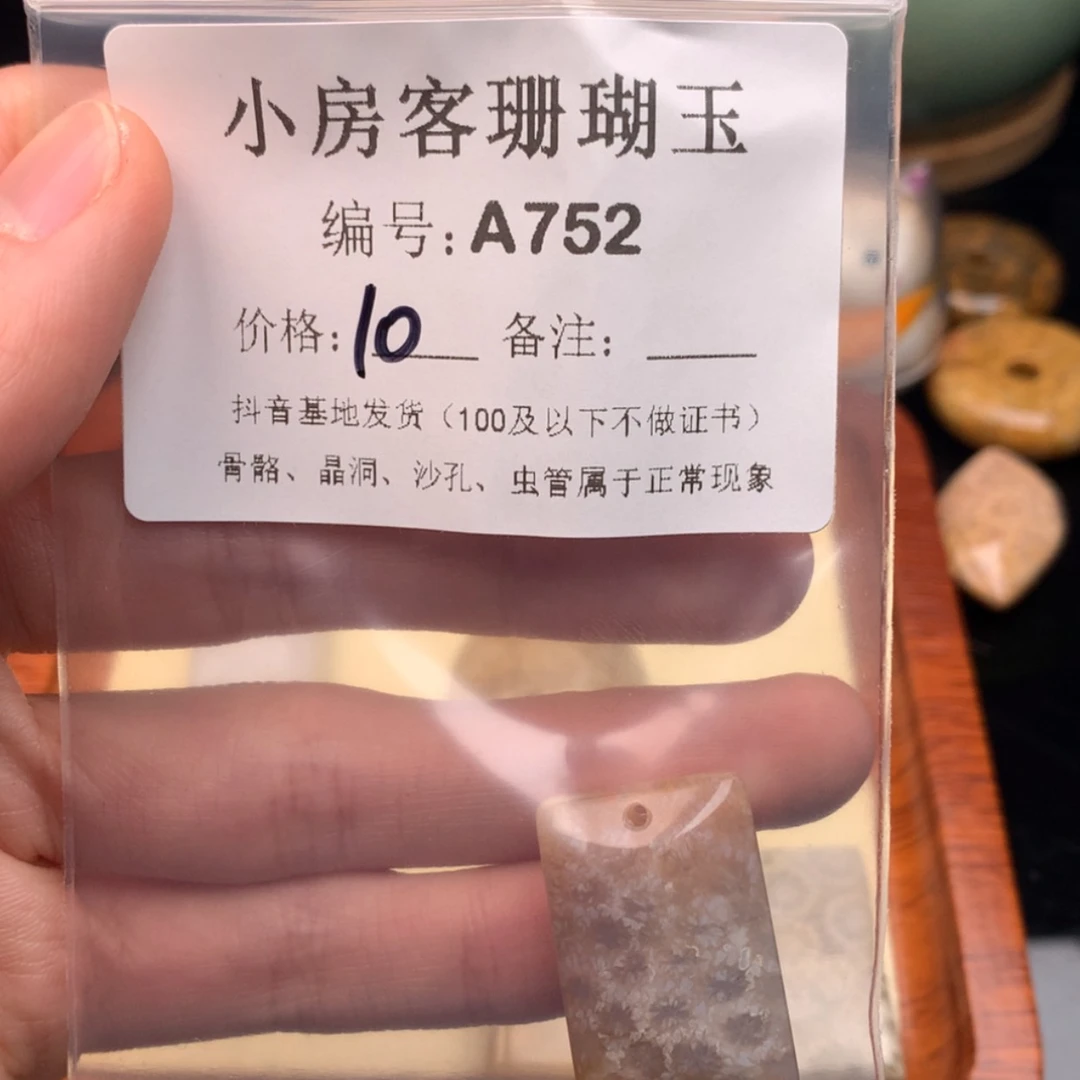 小房客珊瑚玉
编号:A752
价格:10 备注:
抖音基地发货（100及以下不做证书）
骨骼、晶洞、沙孔、虫管属于正常现象